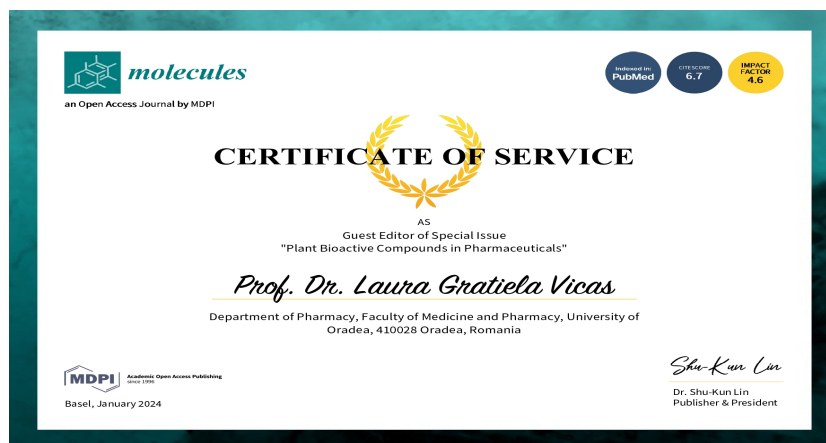 molecules
an Open Access Journal by MDPI
Indexed in:
PubMed
CITESCORE
6.7
IMPACT
FACTOR
4.6
CERTIFICATE OF SERVICE
AS
Guest Editor of Special Issue
"Plant Bioactive Compounds in Pharmaceuticals"
Prof. Dr. Laura Gratiela Vicas
Department of Pharmacy, Faculty of Medicine and Pharmacy, University of
Oradea, 410028 Oradea, Romania
MDPI
Academic Open Access Publishing
since 1996
Basel, January 2024
Shu-Kun Lin
Dr. Shu-Kun Lin
Publisher & President